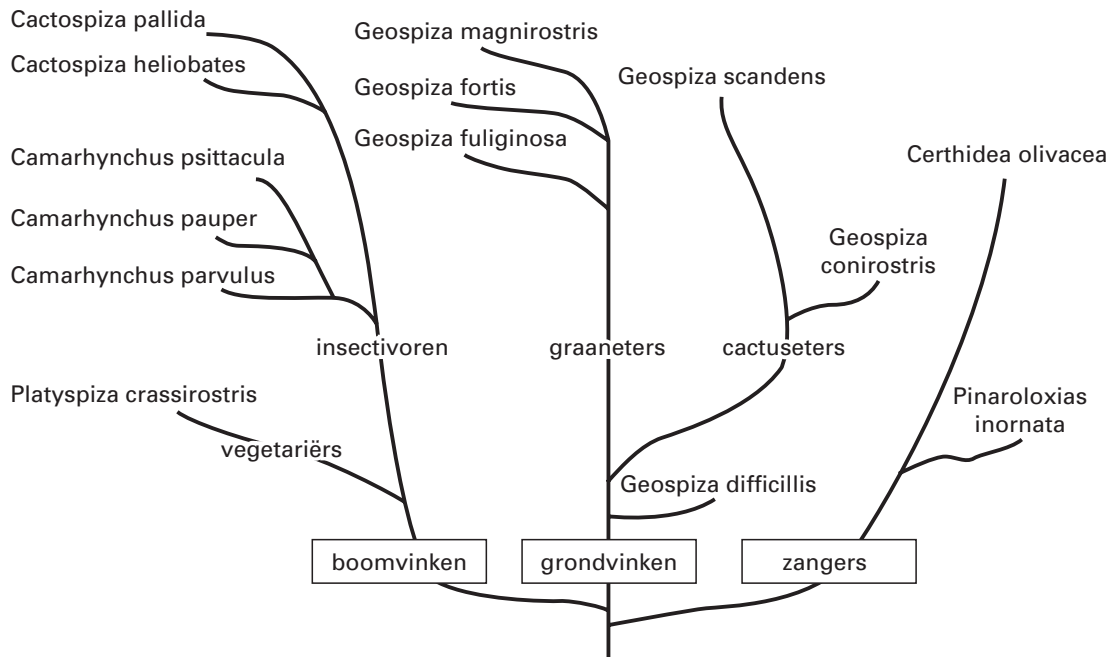 Cactospiza pallida
Cactospiza heliobates
Camarhynchus psittacula
Camarhynchus pauper
Camarhynchus parvulus
insectivoren
Platyspiza crassirostris
vegetariërs
Geospiza magnirostris
Geospiza fortis
Geospiza fuliginosa
graaneters
Geospiza scandens
Geospiza
conirostris
cactuseters
Geospiza difficillis
Certhidea olivacea
Pinaroloxias
inornata
boomvinken
grondvinken
zangers